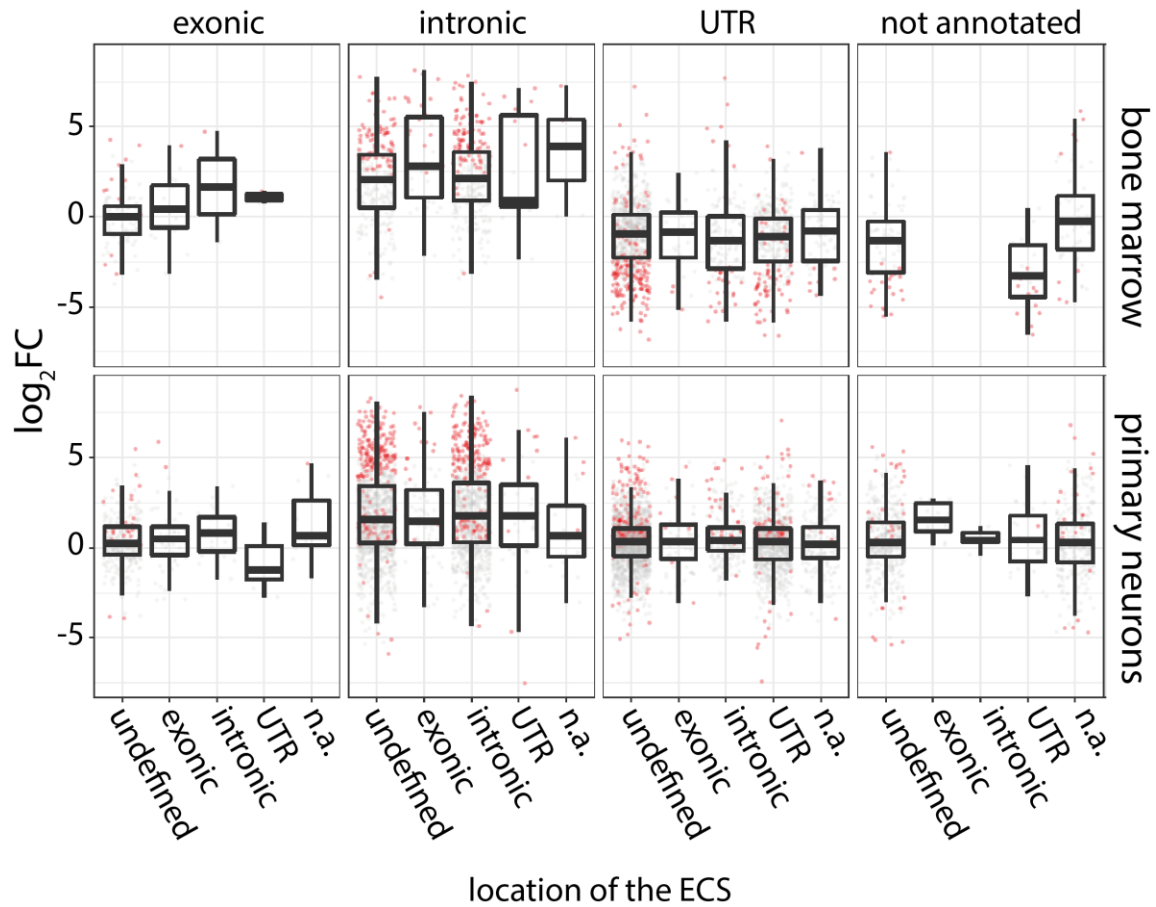 exonic
intronic
UTR
not annotated
5
0
-5
bone marrow
5
0
-5
primary neurons
log₂FC
undefined
exonic
intronic
UTR
n.a.
undefined
exonic
intronic
UTR
n.a.
undefined
exonic
intronic
UTR
n.a.
undefined
exonic
intronic
UTR
n.a.
location of the ECS